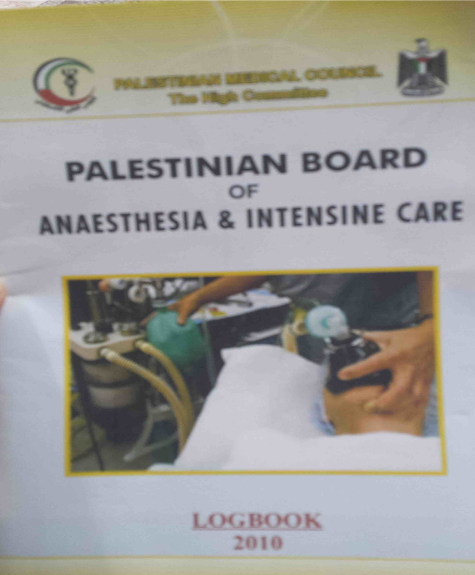 PALESTINIAN MEDICAL COUNCIL
The High Committee
PALESTINIAN BOARD
OF
ANAESTHESIA & INTENSINE CARE
LOGBOOK
2010